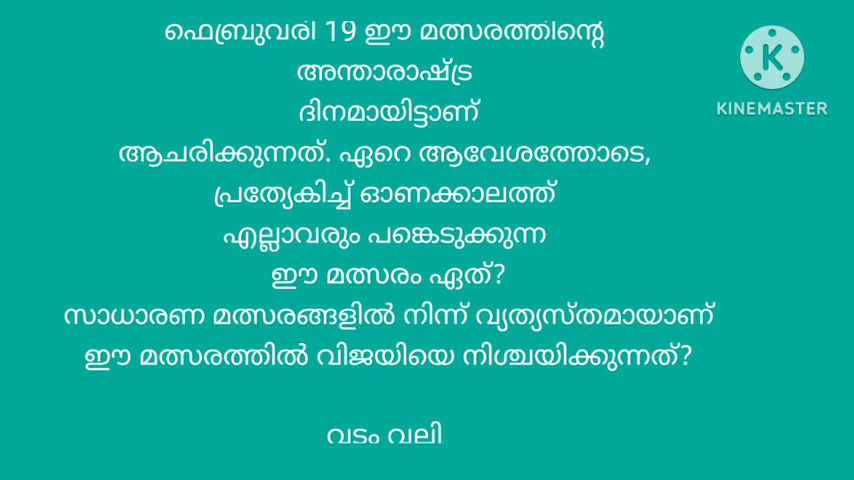 ഫെബ്രുവരി 19 ഈ മത്സരത്തിന്റെ
അന്താരാഷ്ട്ര
ദിനമായിട്ടാണ്
ആചരിക്കുന്നത്. ഏറെ ആവേശത്തോടെ,
പ്രത്യേകിച്ച് ഓണക്കാലത്ത്
എല്ലാവരും പങ്കെടുക്കുന്ന
ഈ മത്സരം ഏത്?
സാധാരണ മത്സരങ്ങളിൽ നിന്ന് വ്യത്യസ്തമായാണ്
ഈ മത്സരത്തിൽ വിജയിയെ നിശ്ചയിക്കുന്നത്?
വടം വലി
K
KINEMASTER